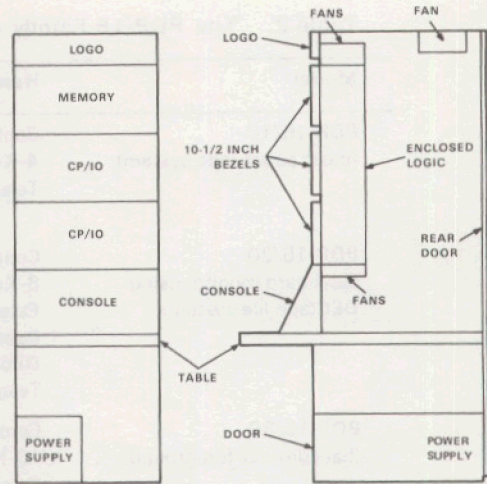 FANS
FAN
LOGO
LOGO
MEMORY
10-1/2 INCH
BEZELS
ENCLOSED
LOGIC
CP/IO
CP/IO
REAR
DOOR
CONSOLE
CONSOLE
FANS
TABLE
DOOR
POWER
SUPPLY
POWER
SUPPLY